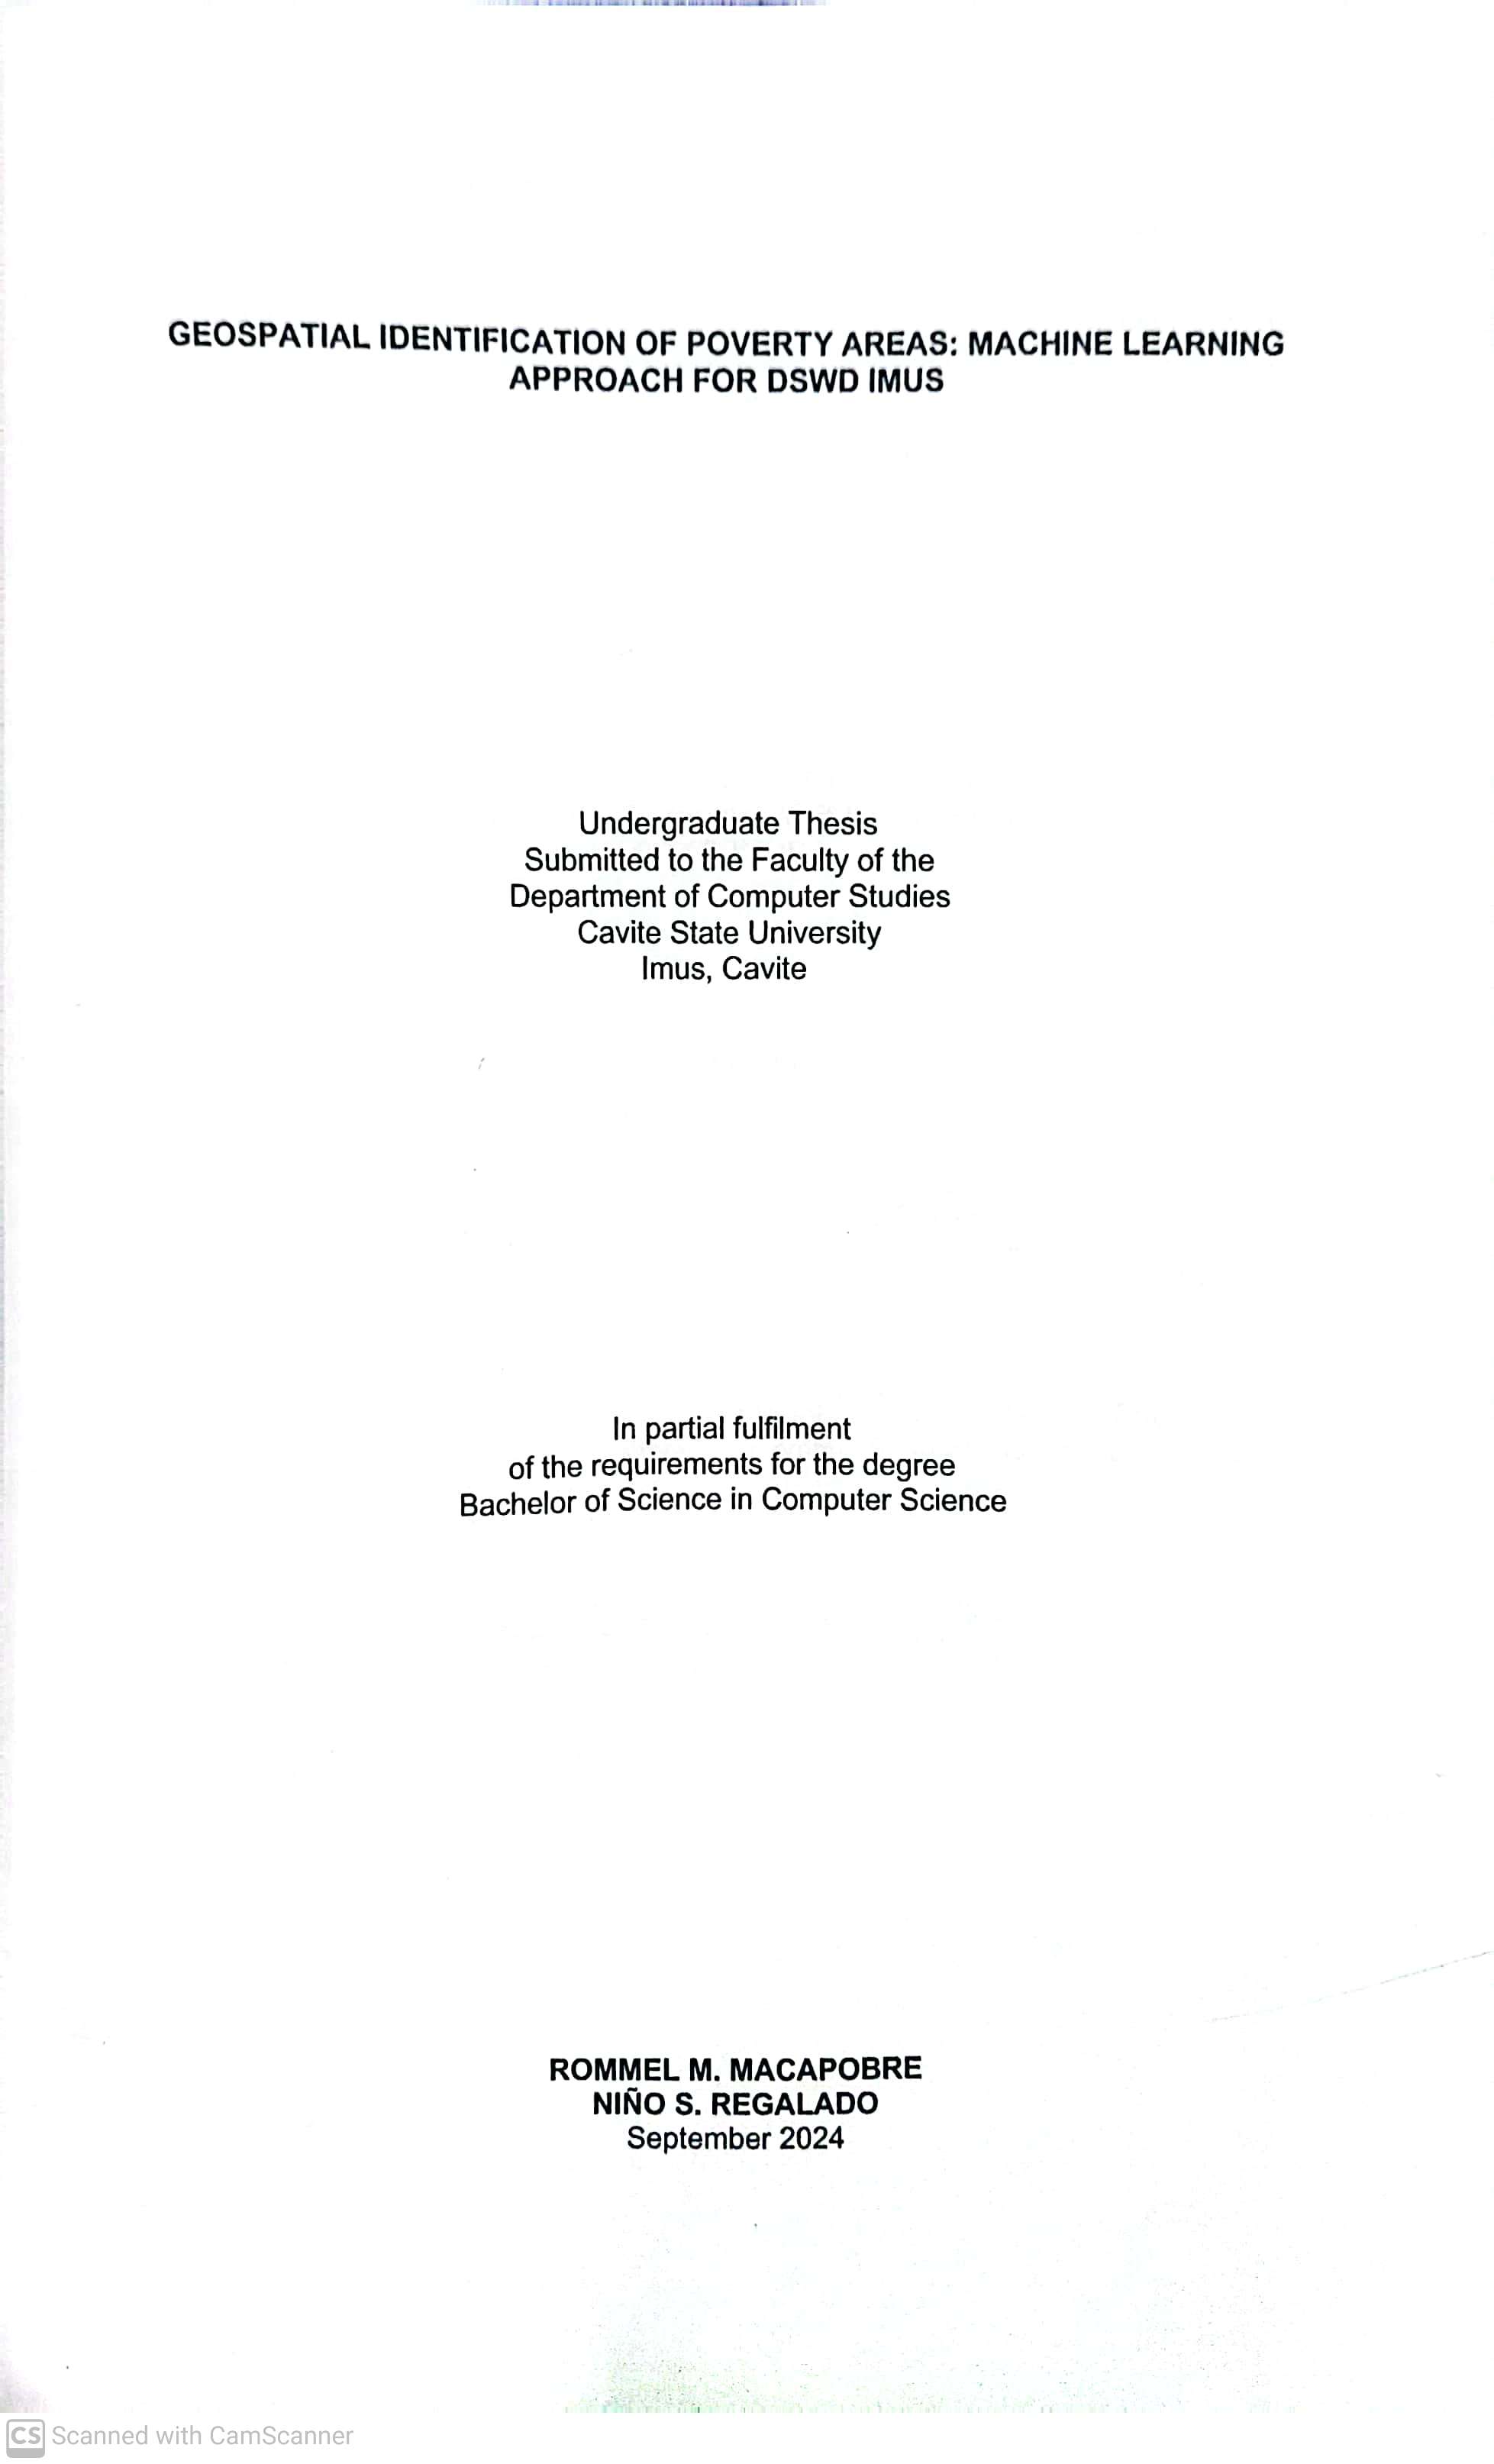 GEOSPATIAL IDENTIFICATION OF POVERTY AREAS: MACHINE LEARNING
APPROACH FOR DSWD IMUS
Undergraduate Thesis
Submitted to the Faculty of the
Department of Computer Studies
Cavite State University
Imus, Cavite
In partial fulfilment
of the requirements for the degree
Bachelor of Science in Computer Science
ROMMEL M. MACAPOBRE
NIÑO S. REGALADO
September 2024
CS Scanned with CamScanner